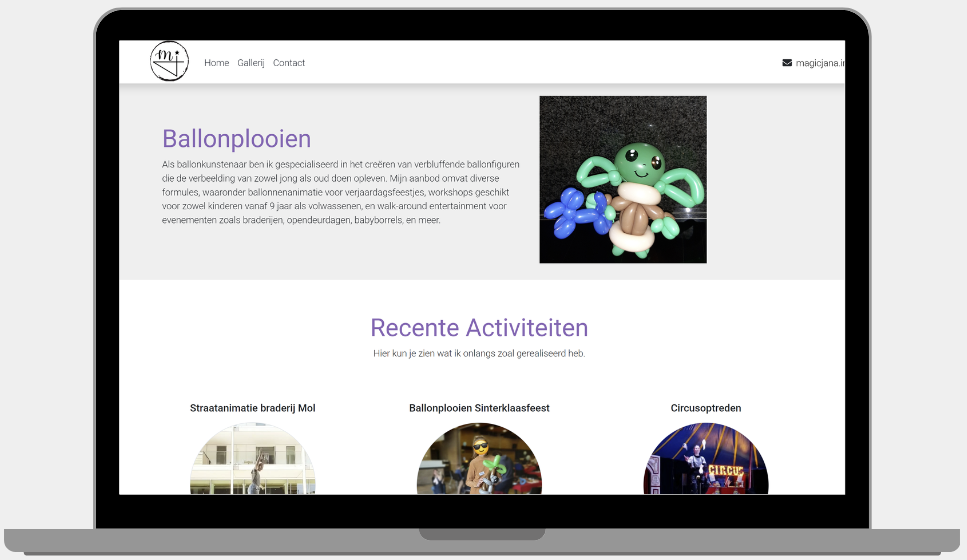 Home Gallerij Contact
magicjana.in
Ballonplooien
Als ballonkunstenaar ben ik gespecialiseerd in het creëren van verbluffende ballonfiguren
die de verbeelding van zowel jong als oud doen opleven. Mijn aanbod omvat diverse
formules, waaronder ballonnenanimatie voor verjaardagsfeestjes, workshops geschikt
voor zowel kinderen vanaf 9 jaar als volwassenen, en walk-around entertainment voor
evenementen zoals braderijen, opendeurdagen, babyborrels, en meer.
Recente Activiteiten
Hier kun je zien wat ik onlangs zoal gerealiseerd heb.
Straatanimatie braderij Mol
Ballonplooien Sinterklaasfeest
Circusoptreden
CIRCUS